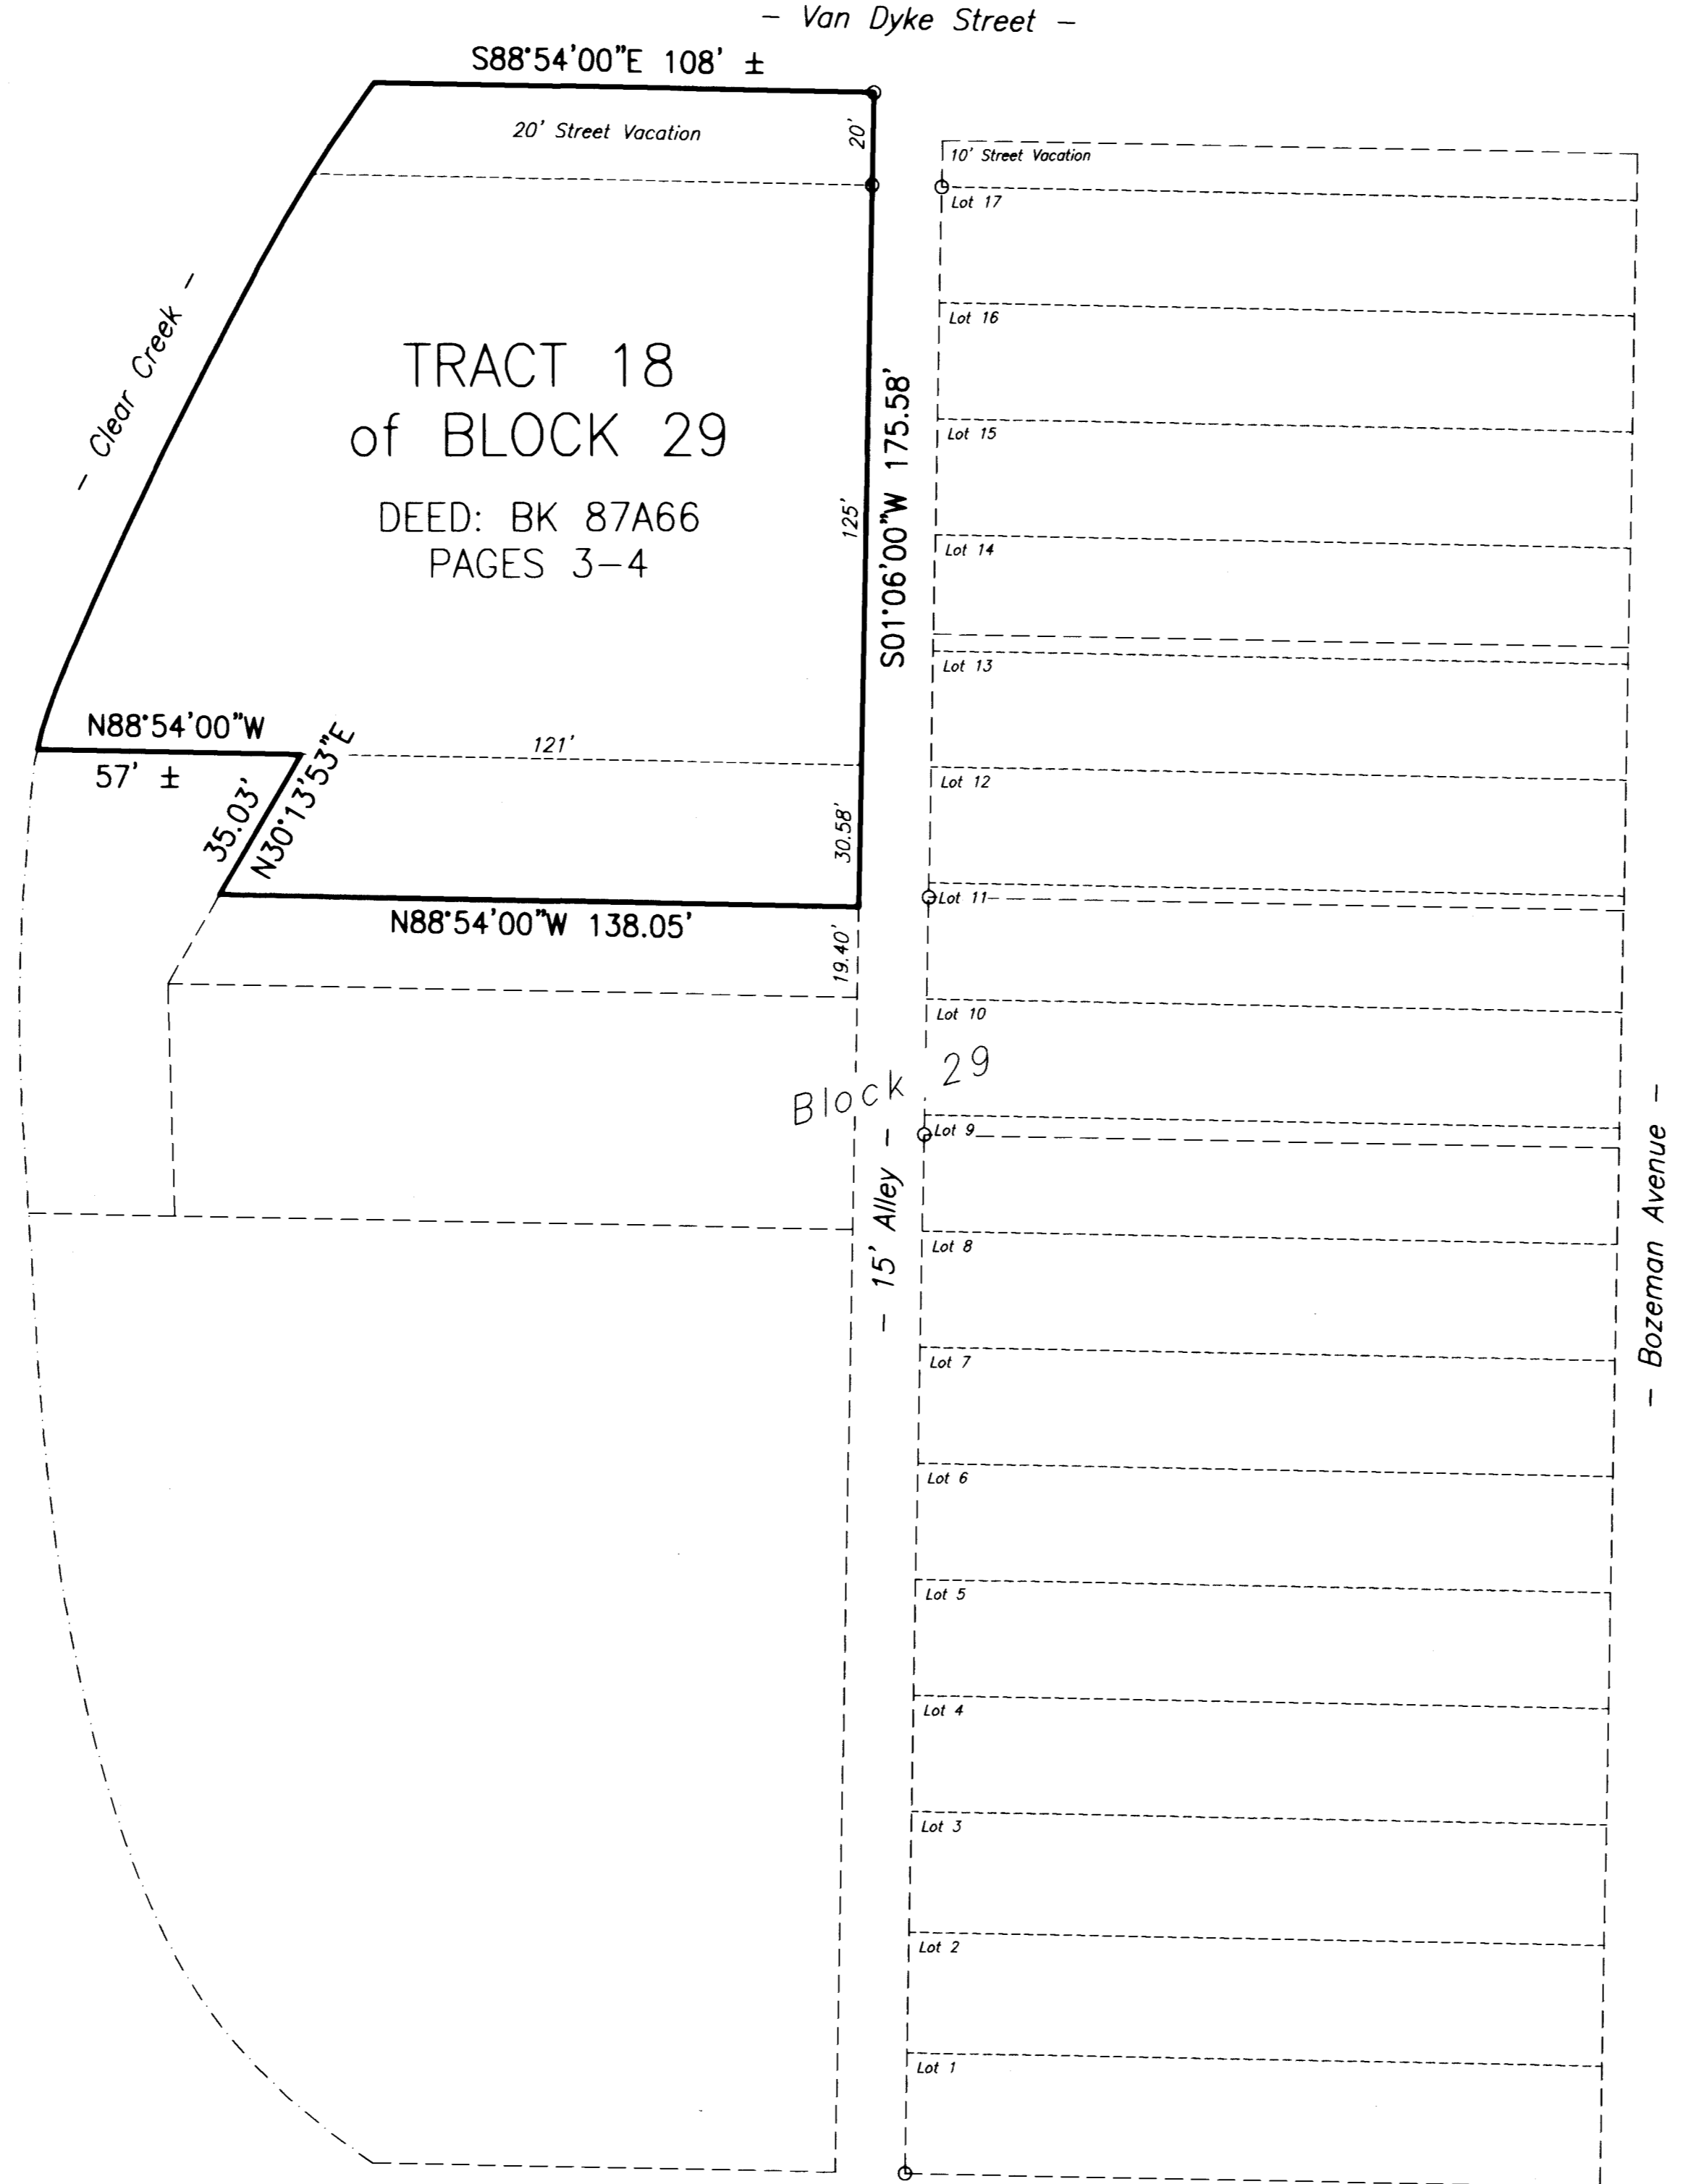 – Van Dyke Street –
S88°54'00"E 108' ±
20' Street Vacation
20'
10' Street Vacation
Lot 17
– Clear Creek –
Lot 16
TRACT 18
of BLOCK 29
DEED: BK 87A66
PAGES 3–4
125'
S01°06'00"W 175.58'
Lot 15
Lot 14
Lot 13
N88°54'00"W
57' ±
35.03'
N30°13'53"E
121'
30.58'
Lot 12
N88°54'00"W 138.05'
19.40'
Lot 11
Lot 10
Block 29
– 15' Alley –
Lot 9
– Bozeman Avenue –
Lot 8
Lot 7
Lot 6
Lot 5
Lot 4
Lot 3
Lot 2
Lot 1